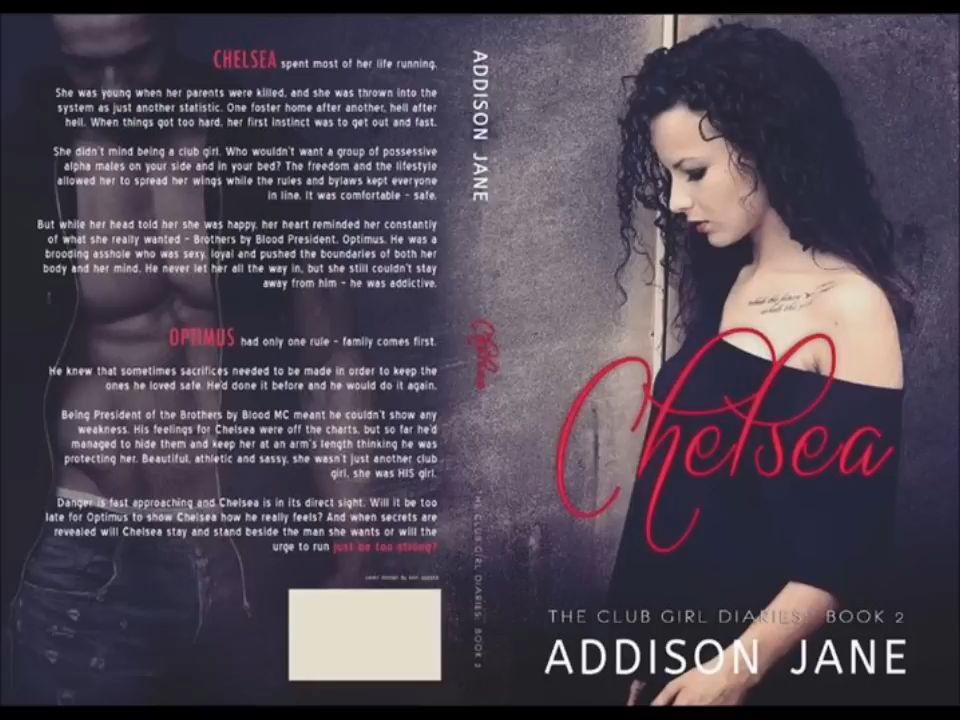 CHELSEA spent most of her life running.
She was young when her parents were killed, and she was thrown into the
system as just another statistic. One foster home after another, hell after
hell. When things got too hard, her first instinct was to get out and fast.
She didn't mind being a club girl. Who wouldn't want a group of possessive
alpha males on your side and in your bed? The freedom and the lifestyle
allowed her to spread her wings while the rules and bylaws kept everyone
in line. It was comfortable - safe.
But while her head told her she was happy, her heart reminded her constantly
of what she really wanted - Brothers by Blood President, Optimus. He was a
brooding asshole who was sexy, loyal and pushed the boundaries of both her
body and her mind. He never let her all the way in, but she still couldn't stay
away from him - he was addictive.
OPTIMUS had only one rule - family comes first.
He knew that sometimes sacrifices needed to be made in order to keep the
ones he loved safe. He'd done it before and he would do it again.
Being President of the Brothers by Blood MC meant he couldn't show any
weakness. His feelings for Chelsea were off the charts, but so far he'd
managed to hide them and keep her at an arm's length thinking he was
protecting her. Beautiful, athletic and sassy, she wasn't just another club
girl, she was HIS girl.
Danger is fast approaching and Chelsea is in its direct sight. Will it be too
late for Optimus to show Chelsea how he really feels? And when secrets are
revealed will Chelsea stay and stand beside the man she wants or will the
urge to run just be too strong?
ADDISON JANE
Chelsea
THE CLUB GIRL DIARIES: BOOK 2
Chelsea
THE CLUB GIRL DIARIES: BOOK 2
ADDISON JANE